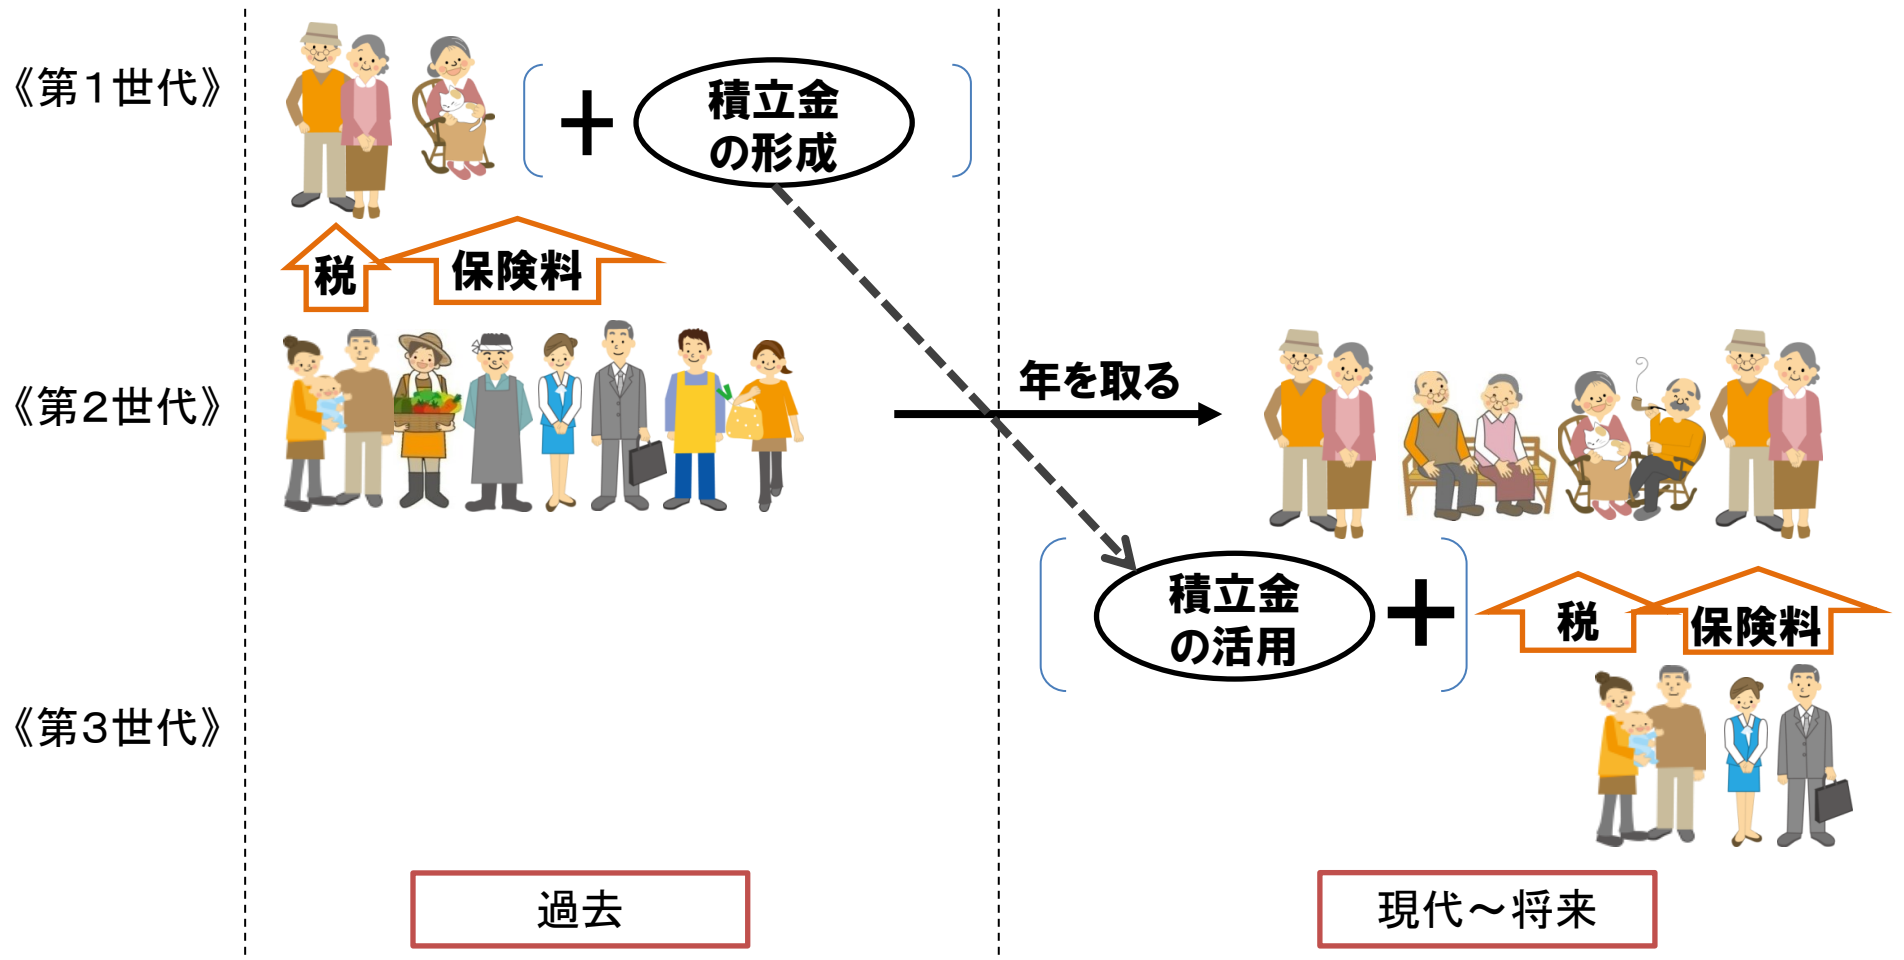 《第１世代》
＋
積立金
の形成
税
保険料
《第２世代》
年を取る
積立金
の活用
＋
税
保険料
《第３世代》
過去
現代～将来